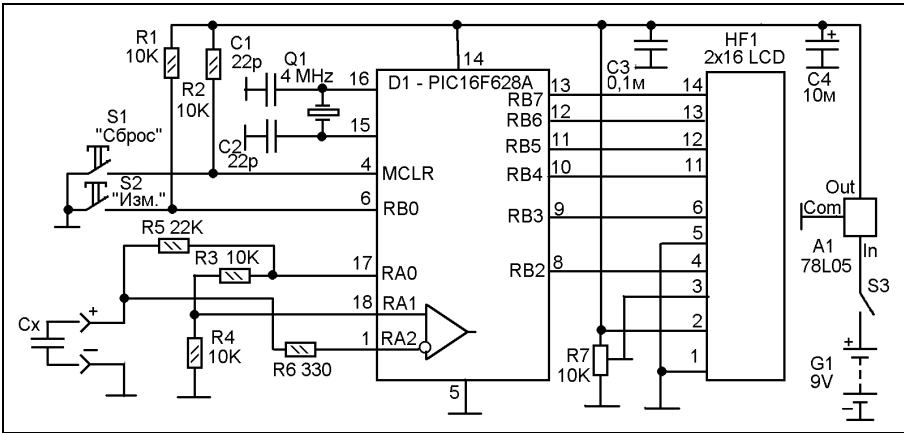 R1
10K
C1
22p
Q1
4 MHz
R2
10K
C2
22p
S1
"Сброс"
S2
"Изм."
R5 22K
R3 10K
R4
10K
R6 330
Cx
+
−
16
15
4
6
17
18
1
14
5
D1 - PIC16F628A
MCLR
RB0
RA0
RA1
RA2
RB7
RB6
RB5
RB4
RB3
RB2
13
12
11
10
9
8
C3
0,1м
HF1
2x16 LCD
14
13
12
11
6
5
4
3
2
1
R7
10K
+
C4
10м
Out
Com
In
A1
78L05
S3
+
G1
9V
−